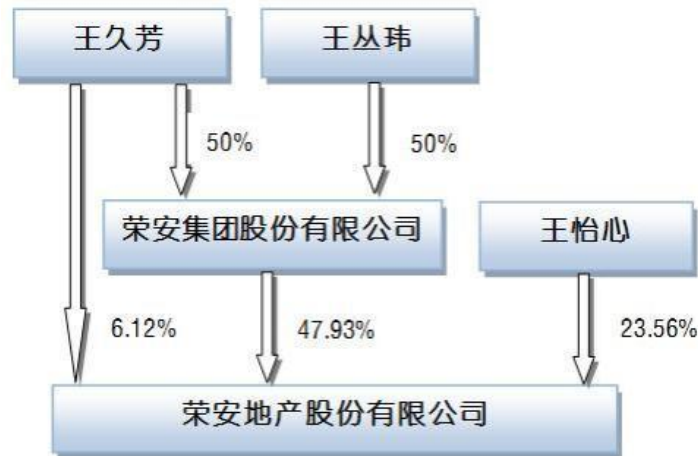 王久芳
王丛玮
50%
50%
荣安集团股份有限公司
王怡心
6.12%
47.93%
23.56%
荣安地产股份有限公司